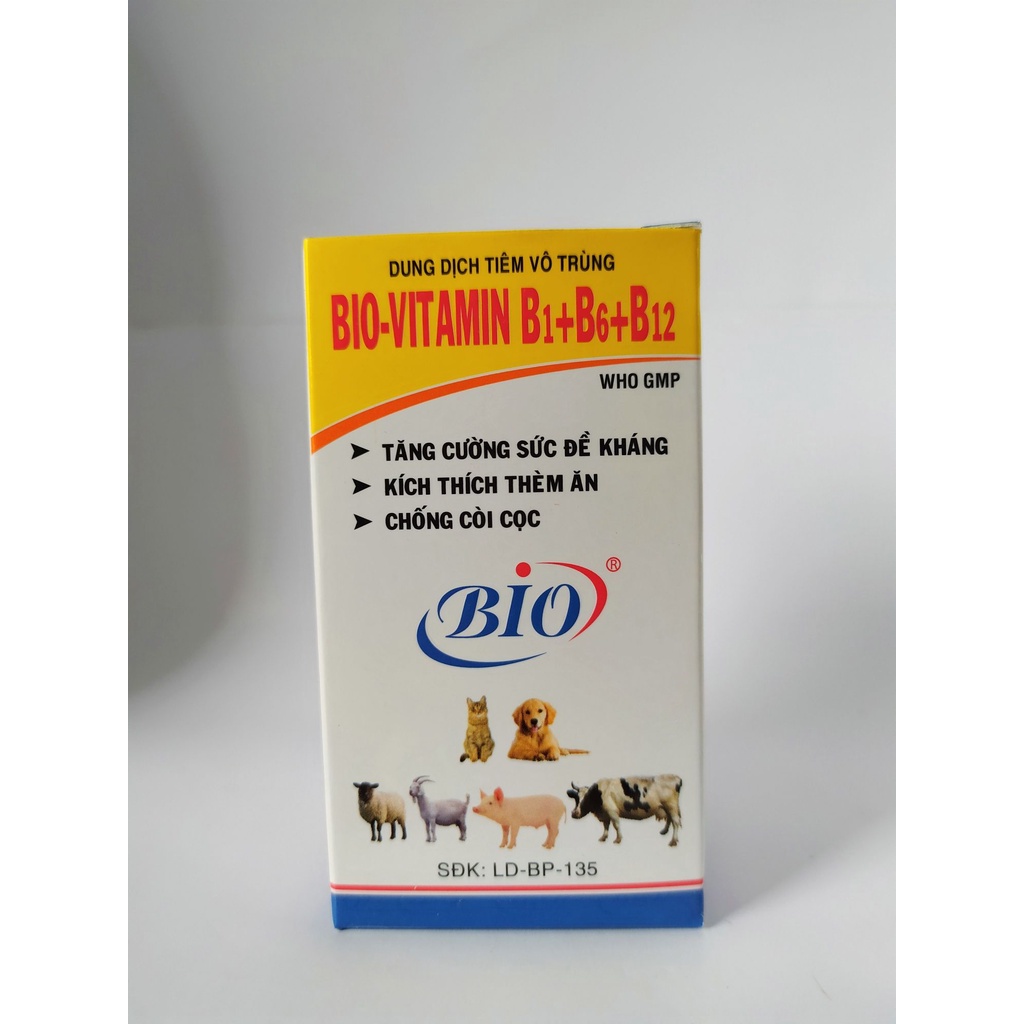 DUNG DỊCH TIÊM VÔ TRÙNG
BIO-VITAMIN B1+B6+B12
WHO GMP
➤ TĂNG CƯỜNG SỨC ĐỀ KHÁNG
➤ KÍCH THÍCH THÈM ĂN
➤ CHỐNG CÒI CỌC
BIO ®
SĐK: LD-BP-135